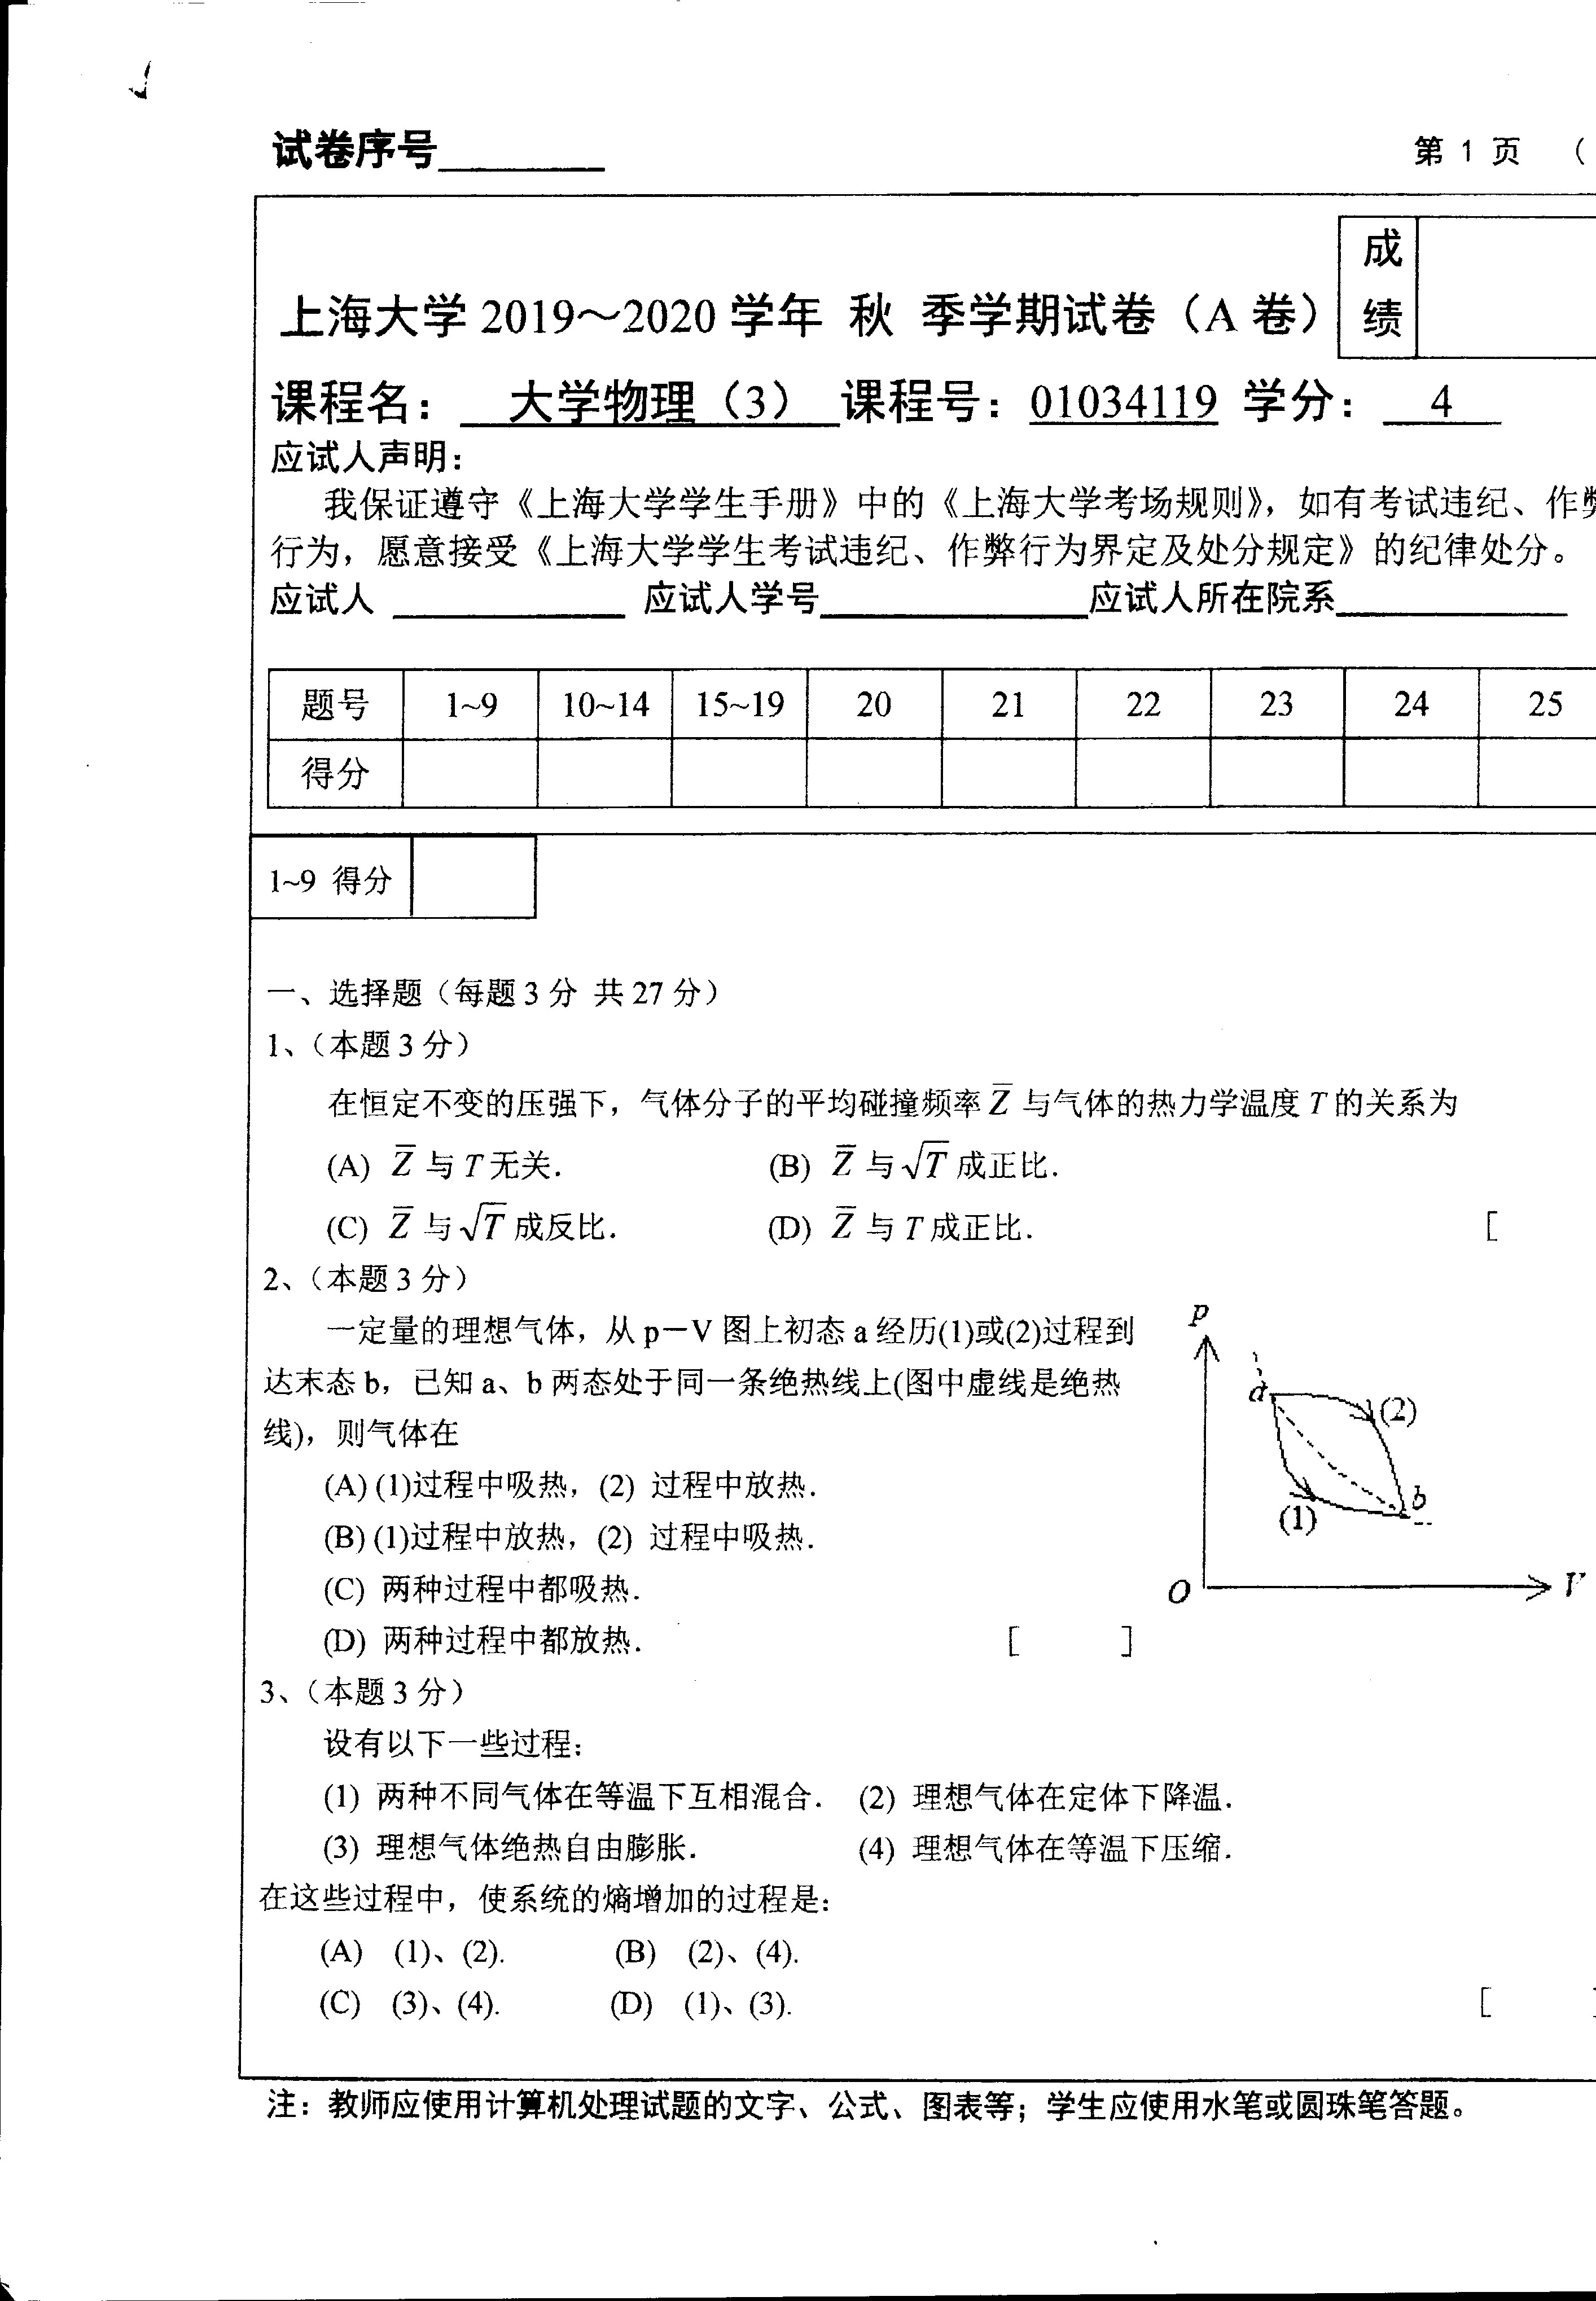 试卷序号
第 1 页 （
成
绩
上海大学 2019～2020 学年 秋 季学期试卷（A 卷）
课程名： 大学物理（3） 课程号：01034119 学分： 4
应试人声明：
我保证遵守《上海大学学生手册》中的《上海大学考场规则》，如有考试违纪、作弊
行为，愿意接受《上海大学学生考试违纪、作弊行为界定及处分规定》的纪律处分。
应试人 应试人学号 应试人所在院系
题号 1~9 10~14 15~19 20 21 22 23 24 25
得分
1~9 得分
一、选择题（每题 3 分 共 27 分）
1、（本题 3 分）
在恒定不变的压强下，气体分子的平均碰撞频率 Z̅ 与气体的热力学温度 T 的关系为
(A) Z̅ 与 T 无关. (B) Z̅ 与 √T 成正比.
(C) Z̅ 与 √T 成反比. (D) Z̅ 与 T 成正比. [
2、（本题 3 分）
一定量的理想气体，从 p－V 图上初态 a 经历(1)或(2)过程到
达末态 b，已知 a、b 两态处于同一条绝热线上(图中虚线是绝热
线)，则气体在
(A) (1)过程中吸热，(2) 过程中放热.
(B) (1)过程中放热，(2) 过程中吸热.
(C) 两种过程中都吸热.
(D) 两种过程中都放热. [ ]
p
a
(2)
b
(1)
O
V
3、（本题 3 分）
设有以下一些过程：
(1) 两种不同气体在等温下互相混合. (2) 理想气体在定体下降温.
(3) 理想气体绝热自由膨胀. (4) 理想气体在等温下压缩.
在这些过程中，使系统的熵增加的过程是：
(A) (1)、(2). (B) (2)、(4).
(C) (3)、(4). (D) (1)、(3). [ ]
注：教师应使用计算机处理试题的文字、公式、图表等；学生应使用水笔或圆珠笔答题。